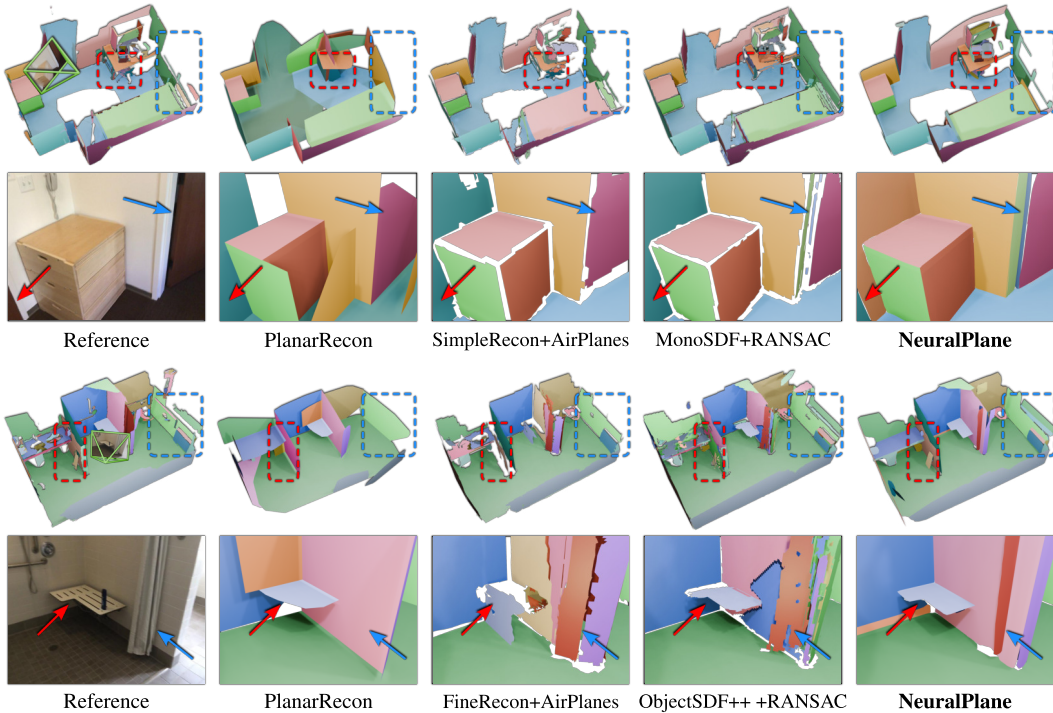 Reference PlanarRecon SimpleRecon+AirPlanes MonoSDF+RANSAC NeuralPlane
Reference PlanarRecon FineRecon+AirPlanes ObjectSDF++ +RANSAC NeuralPlane